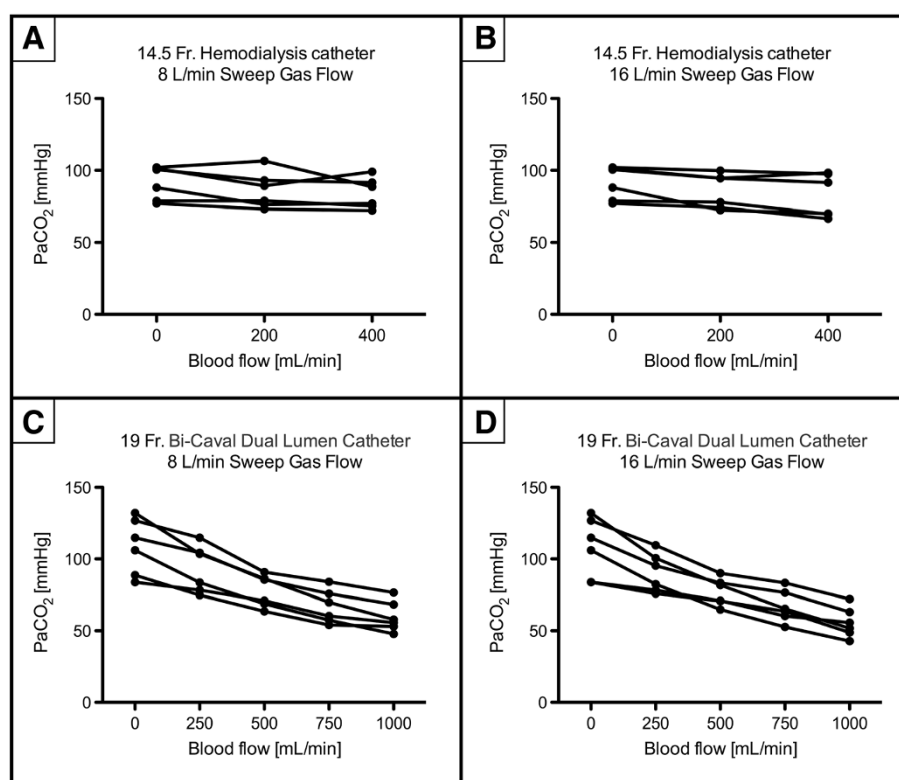 A
14.5 Fr. Hemodialysis catheter
8 L/min Sweep Gas Flow
PaCO2 [mmHg]
150
100
50
0
0 200 400
Blood flow [mL/min]
B
14.5 Fr. Hemodialysis catheter
16 L/min Sweep Gas Flow
PaCO2 [mmHg]
150
100
50
0
0 200 400
Blood flow [mL/min]
C
19 Fr. Bi-Caval Dual Lumen Catheter
8 L/min Sweep Gas Flow
PaCO2 [mmHg]
150
100
50
0
0 250 500 750 1000
Blood flow [mL/min]
D
19 Fr. Bi-Caval Dual Lumen Catheter
16 L/min Sweep Gas Flow
PaCO2 [mmHg]
150
100
50
0
0 250 500 750 1000
Blood flow [mL/min]